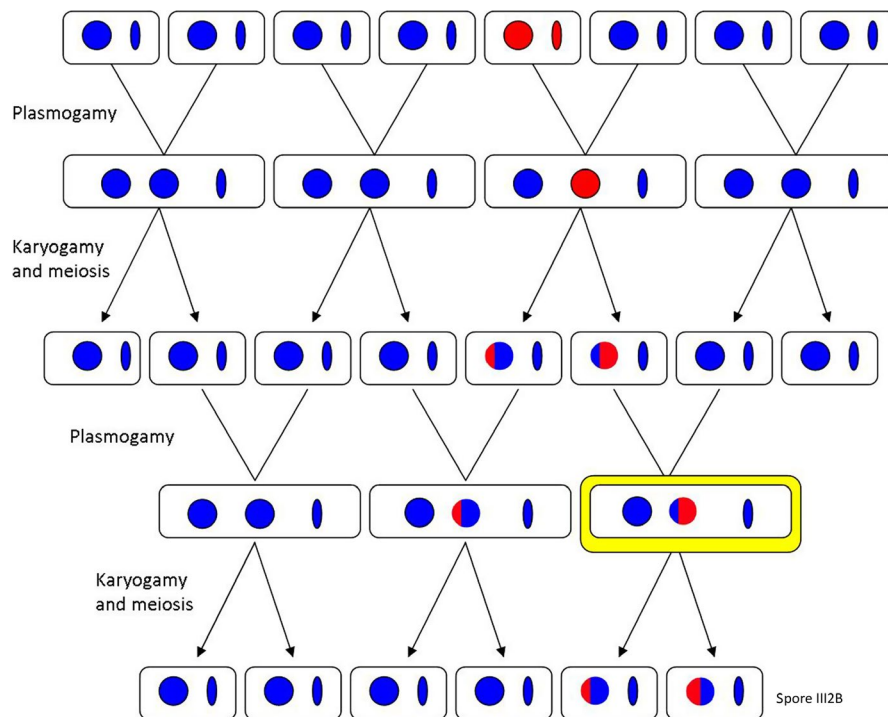 Plasmogamy
Karyogamy
and meiosis
Plasmogamy
Karyogamy
and meiosis
Spore III2B